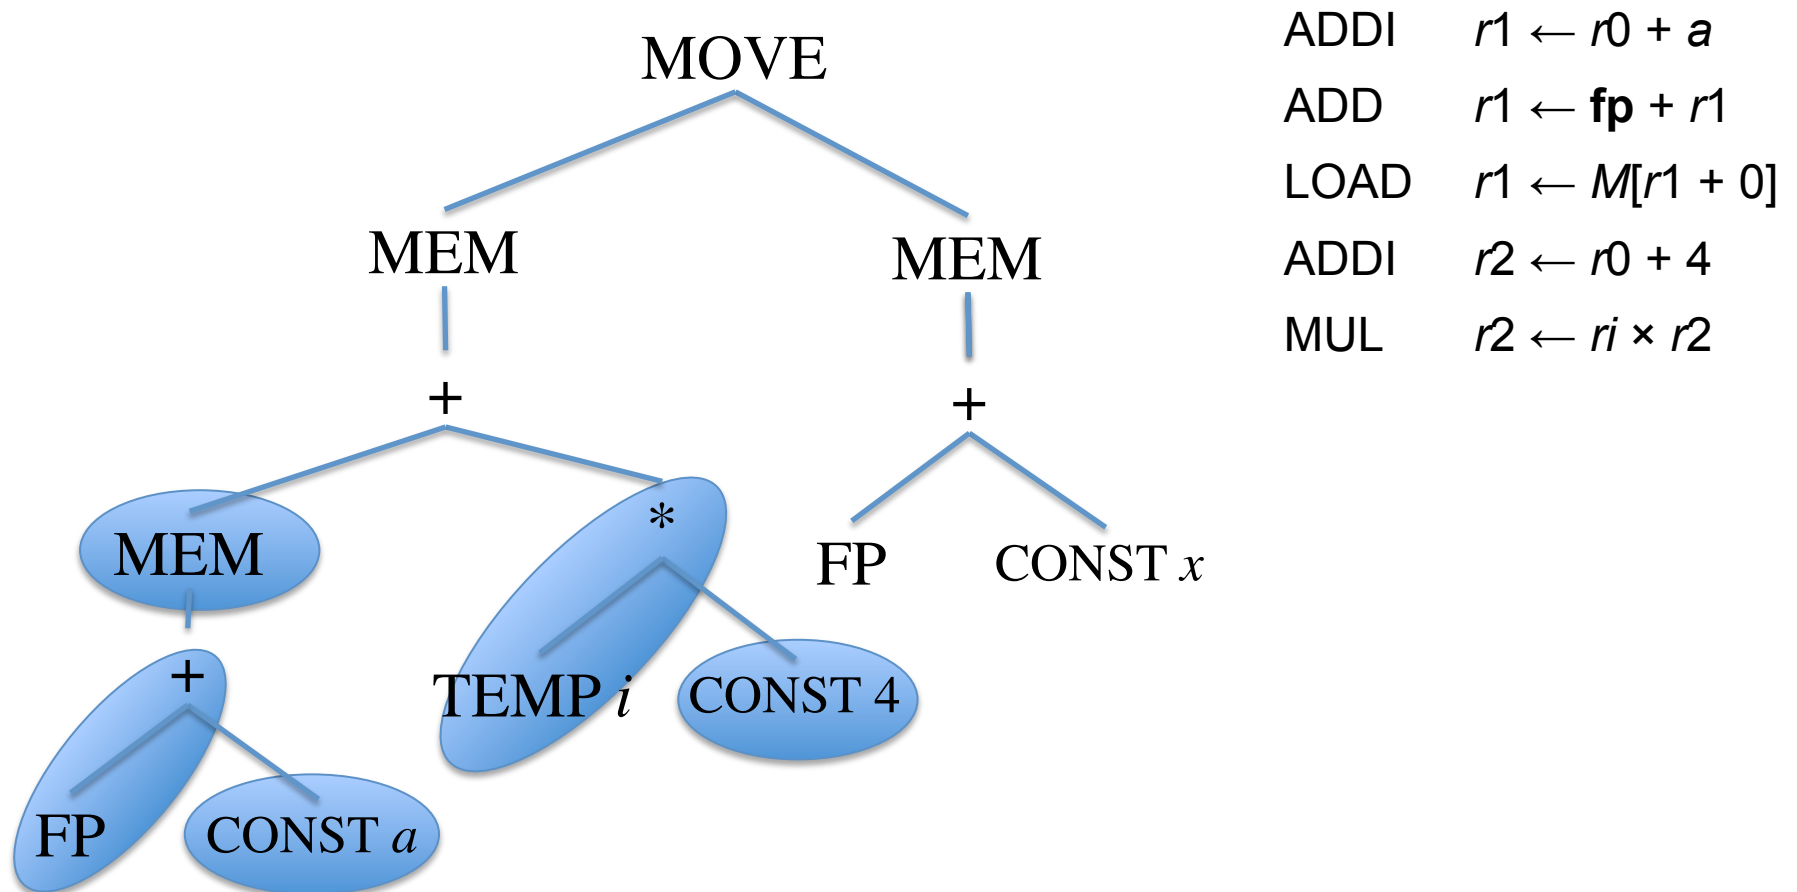 MOVE
MEM
MEM
+
+
MEM
*
FP
CONST x
+
TEMP i
CONST 4
FP
CONST a
ADDI r1 ← r0 + a
ADD r1 ← fp + r1
LOAD r1 ← M[r1 + 0]
ADDI r2 ← r0 + 4
MUL r2 ← ri × r2